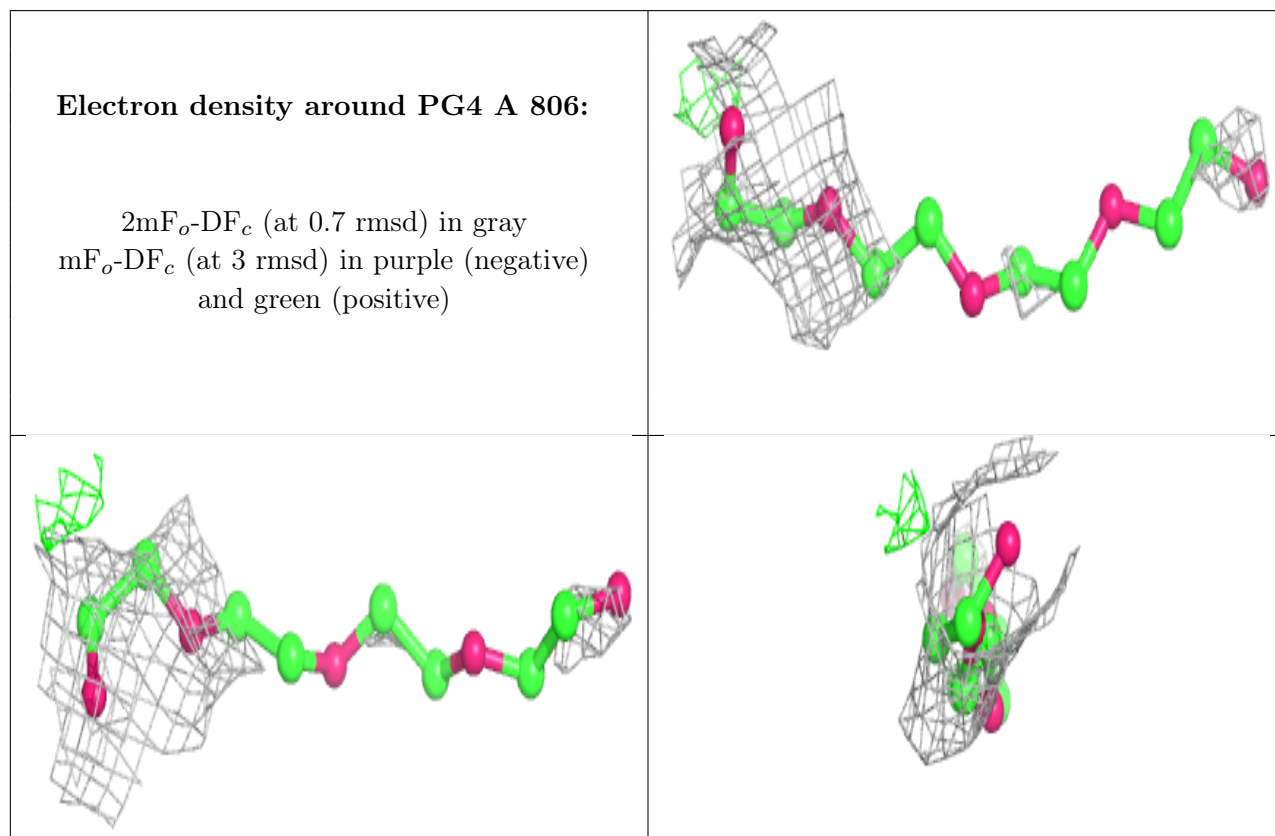 Electron density around PG4 A 806:
2mFo-DFc (at 0.7 rmsd) in gray
mFo-DFc (at 3 rmsd) in purple (negative)
and green (positive)